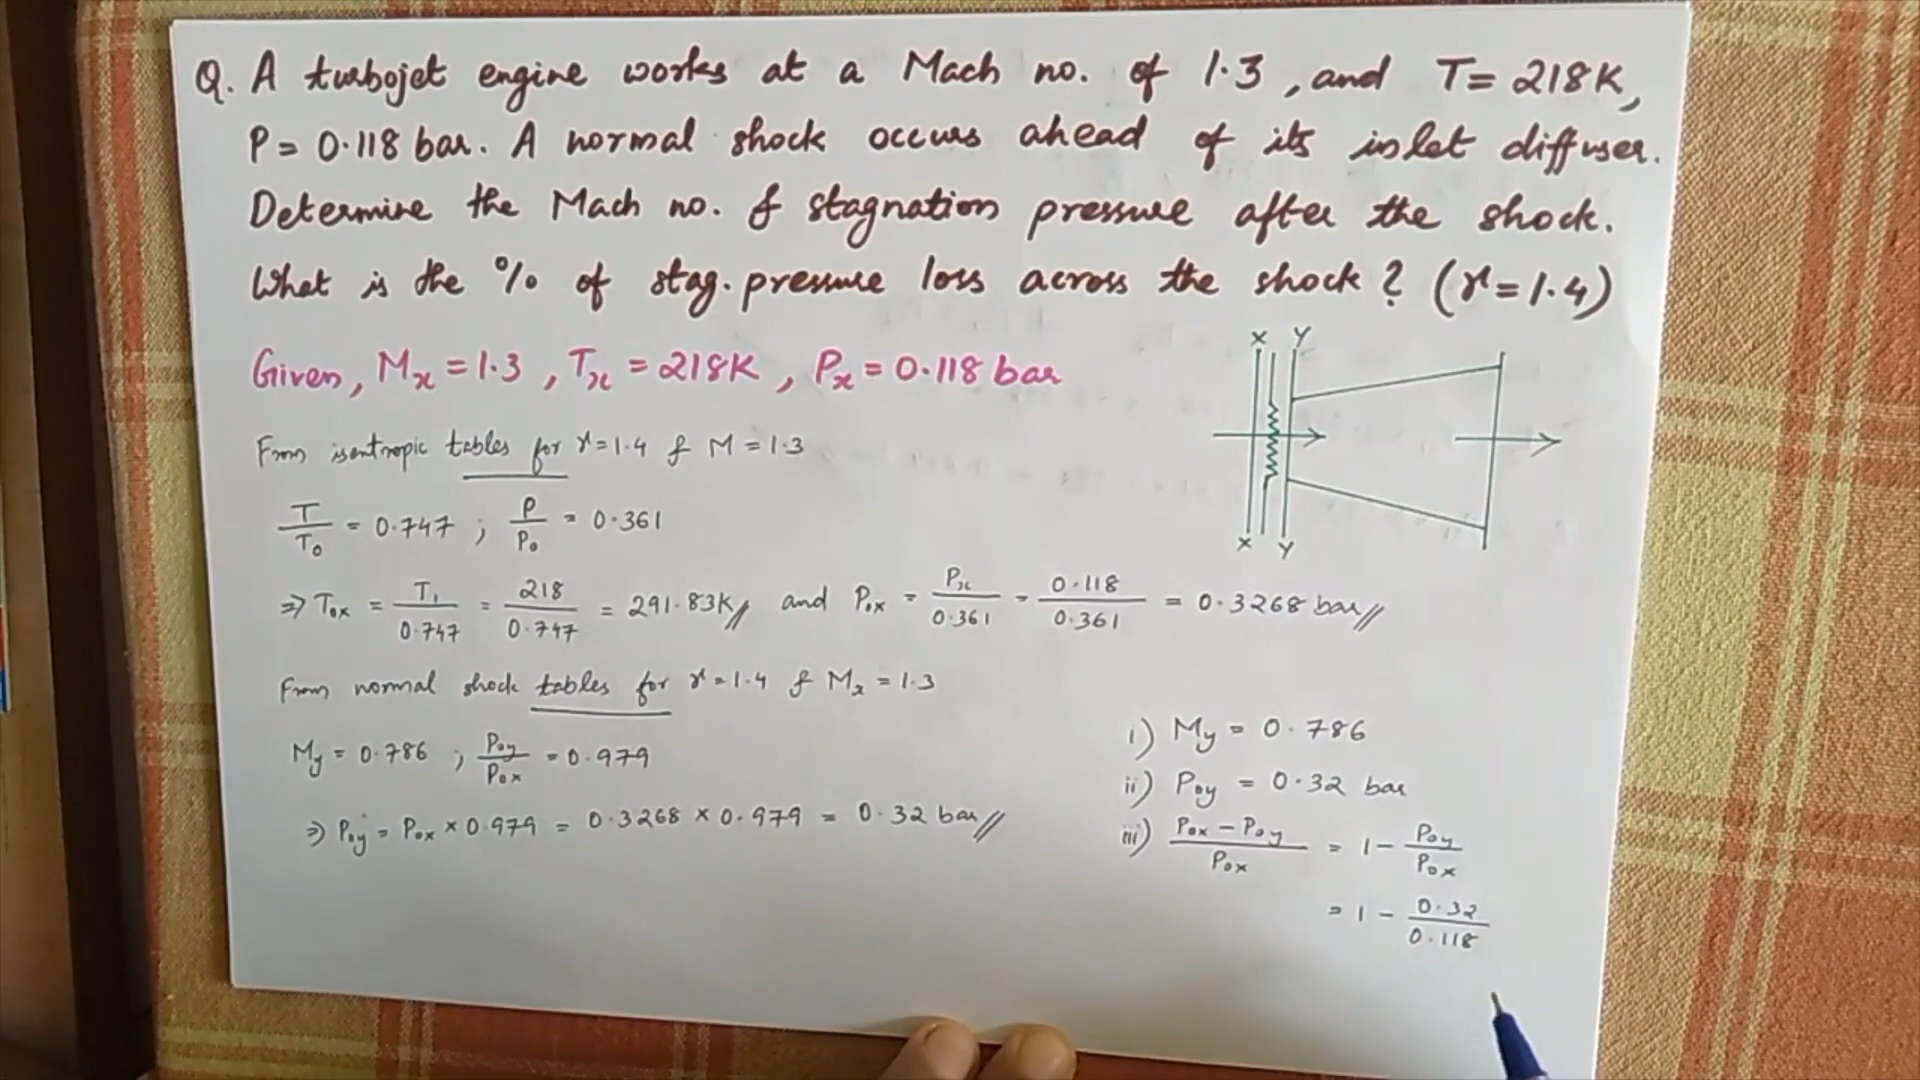 Q. A turbojet engine works at a Mach no. of 1.3, and T= 218K,
P = 0.118 bar. A normal shock occurs ahead of its inlet diffuser.
Determine the Mach no. & stagnation pressure after the shock.
What is the % of stag. pressure loss across the shock? (γ=1.4)
Given, Mx = 1.3, Tx = 218K, Px = 0.118 bar
X Y
X Y
From isentropic tables for γ=1.4 & M = 1.3
T/T0 = 0.747 ; P/P0 = 0.361
⇒ T0x = T1/0.747 = 218/0.747 = 291.83K// and P0x = Px/0.361 = 0.118/0.361 = 0.3268 bar//
From normal shock tables for γ=1.4 & Mx = 1.3
My = 0.786 ; P0y/P0x = 0.979
⇒ P0y = P0x × 0.979 = 0.3268 × 0.979 = 0.32 bar//
i) My = 0.786
ii) P0y = 0.32 bar
iii) P0x - P0y/P0x = 1 - P0y/P0x
= 1 - 0.32/0.118